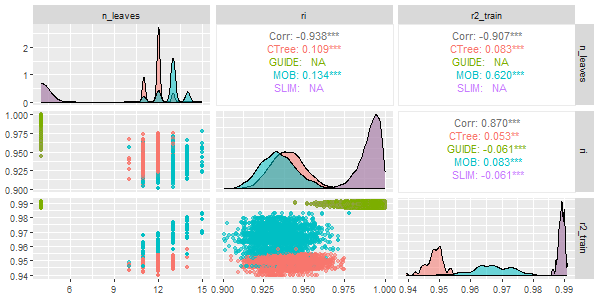 n_leaves ri r2_train
Corr: -0.938*** Corr: -0.907***
CTree: 0.109*** CTree: 0.083***
GUIDE: NA GUIDE: NA
MOB: 0.134*** MOB: 0.620***
SLIM: NA SLIM: NA
n_leaves
2
1
0
Corr: 0.870***
CTree: 0.053**
GUIDE: -0.061***
MOB: 0.083***
SLIM: -0.061***
ri
1.000
0.975
0.950
0.925
0.900
r2_train
0.99
0.98
0.97
0.96
0.95
0.94
6 9 12 15 0.900 0.925 0.950 0.975 1.000 0.94 0.95 0.96 0.97 0.98 0.99